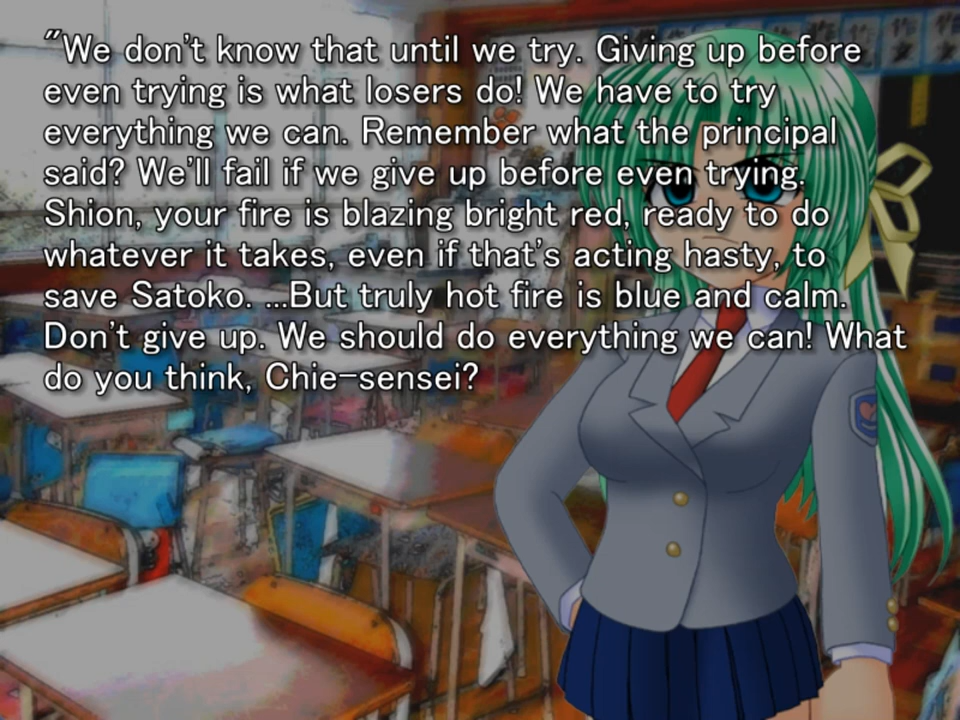 "We don't know that until we try. Giving up before
even trying is what losers do! We have to try
everything we can. Remember what the principal
said? We'll fail if we give up before even trying.
Shion, your fire is blazing bright red, ready to do
whatever it takes, even if that's acting hasty, to
save Satoko. ...But truly hot fire is blue and calm.
Don't give up. We should do everything we can! What
do you think, Chie-sensei?